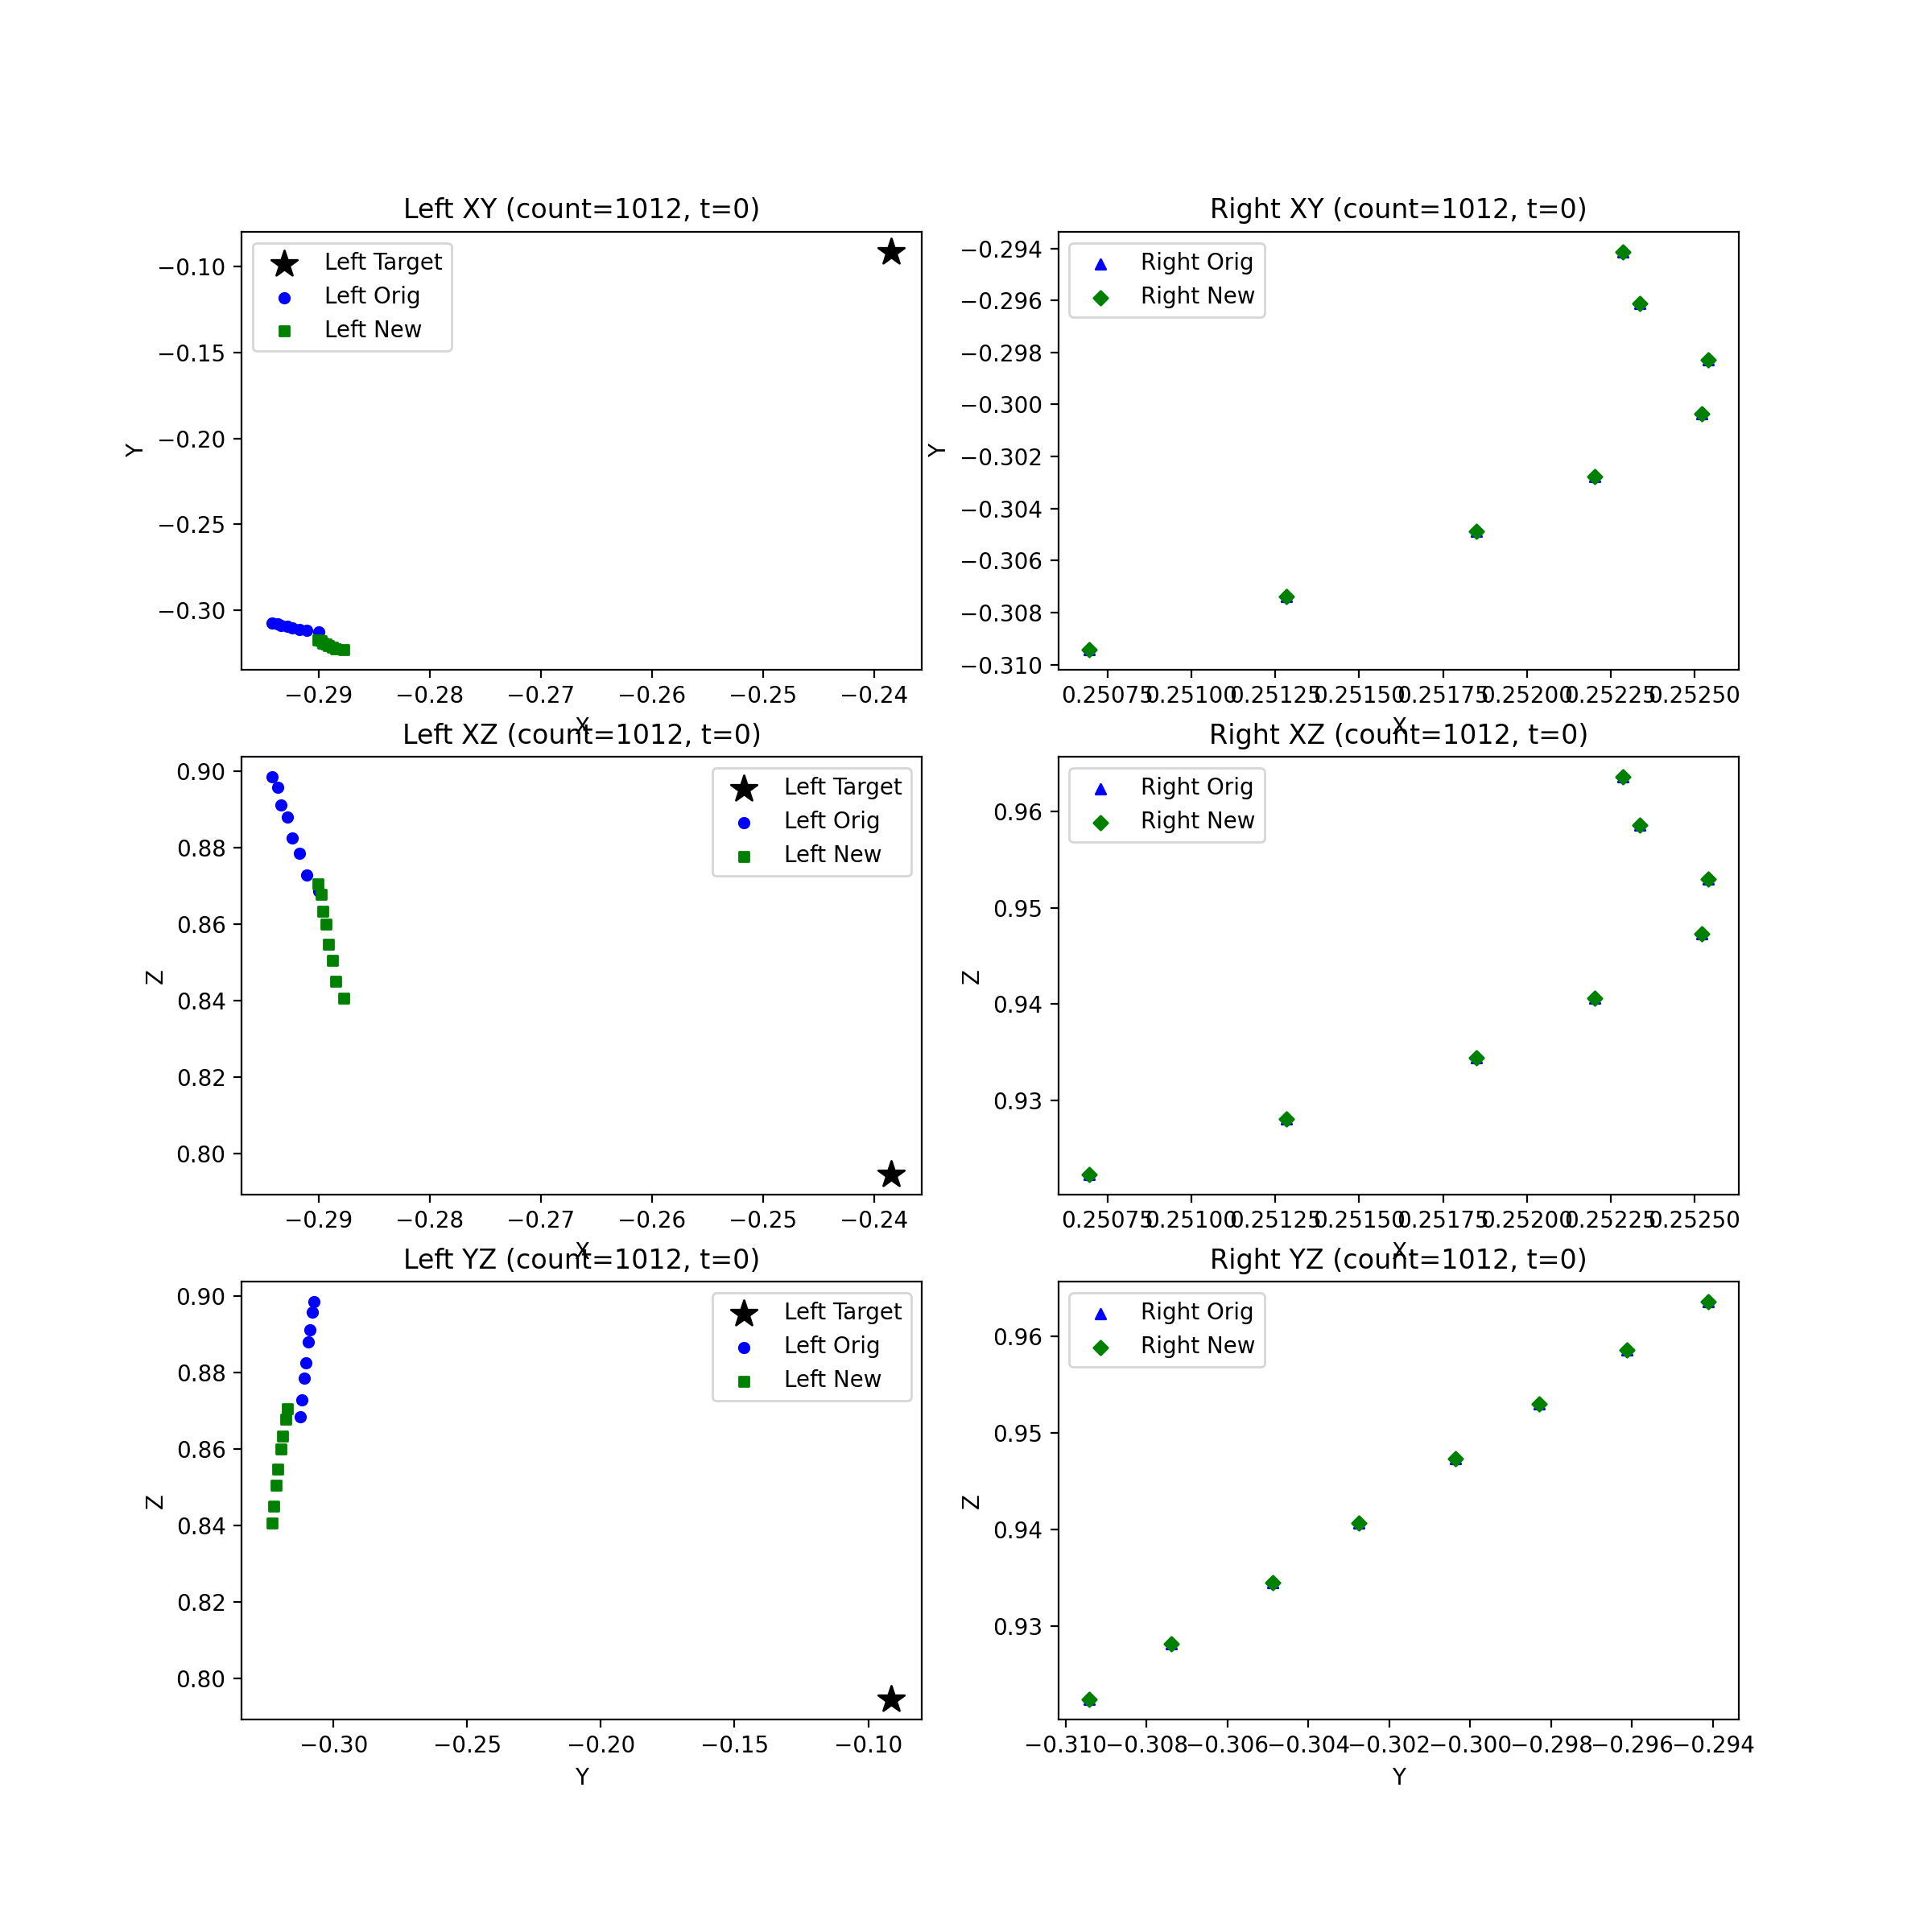 Left XY (count=1012, t=0)
Left Target
Left Orig
Left New
−0.10
−0.15
−0.20
−0.25
−0.30
Y
−0.29
−0.28
−0.27
−0.26
−0.25
−0.24
X
Right XY (count=1012, t=0)
Right Orig
Right New
−0.294
−0.296
−0.298
−0.300
−0.302
−0.304
−0.306
−0.308
−0.310
Y
0.25075
0.25100
0.25125
0.25150
0.25175
0.25200
0.25225
0.25250
X
Left XZ (count=1012, t=0)
Left Target
Left Orig
Left New
0.90
0.88
0.86
0.84
0.82
0.80
Z
−0.29
−0.28
−0.27
−0.26
−0.25
−0.24
X
Right XZ (count=1012, t=0)
Right Orig
Right New
0.96
0.95
0.94
0.93
Z
0.25075
0.25100
0.25125
0.25150
0.25175
0.25200
0.25225
0.25250
X
Left YZ (count=1012, t=0)
Left Target
Left Orig
Left New
0.90
0.88
0.86
0.84
0.82
0.80
Z
−0.30
−0.25
−0.20
−0.15
−0.10
Y
Right YZ (count=1012, t=0)
Right Orig
Right New
0.96
0.95
0.94
0.93
Z
−0.310
−0.308
−0.306
−0.304
−0.302
−0.300
−0.298
−0.296
−0.294
Y